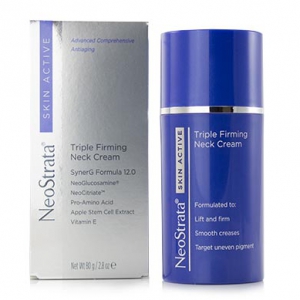 Advanced Comprehensive
Antiaging
SKIN ACTIVE
NeoStrata®
Triple Firming
Neck Cream
SynerG Formula 12.0
NeoGlucosamine®
NeoCitriate™
Pro-Amino Acid
Apple Stem Cell Extract
Vitamin E
Net Wt. 80 g / 2.8 oz
SKIN ACTIVE
NeoStrata®
Triple Firming
Neck Cream
Formulated to:
Lift and firm
Smooth creases
Target uneven pigment